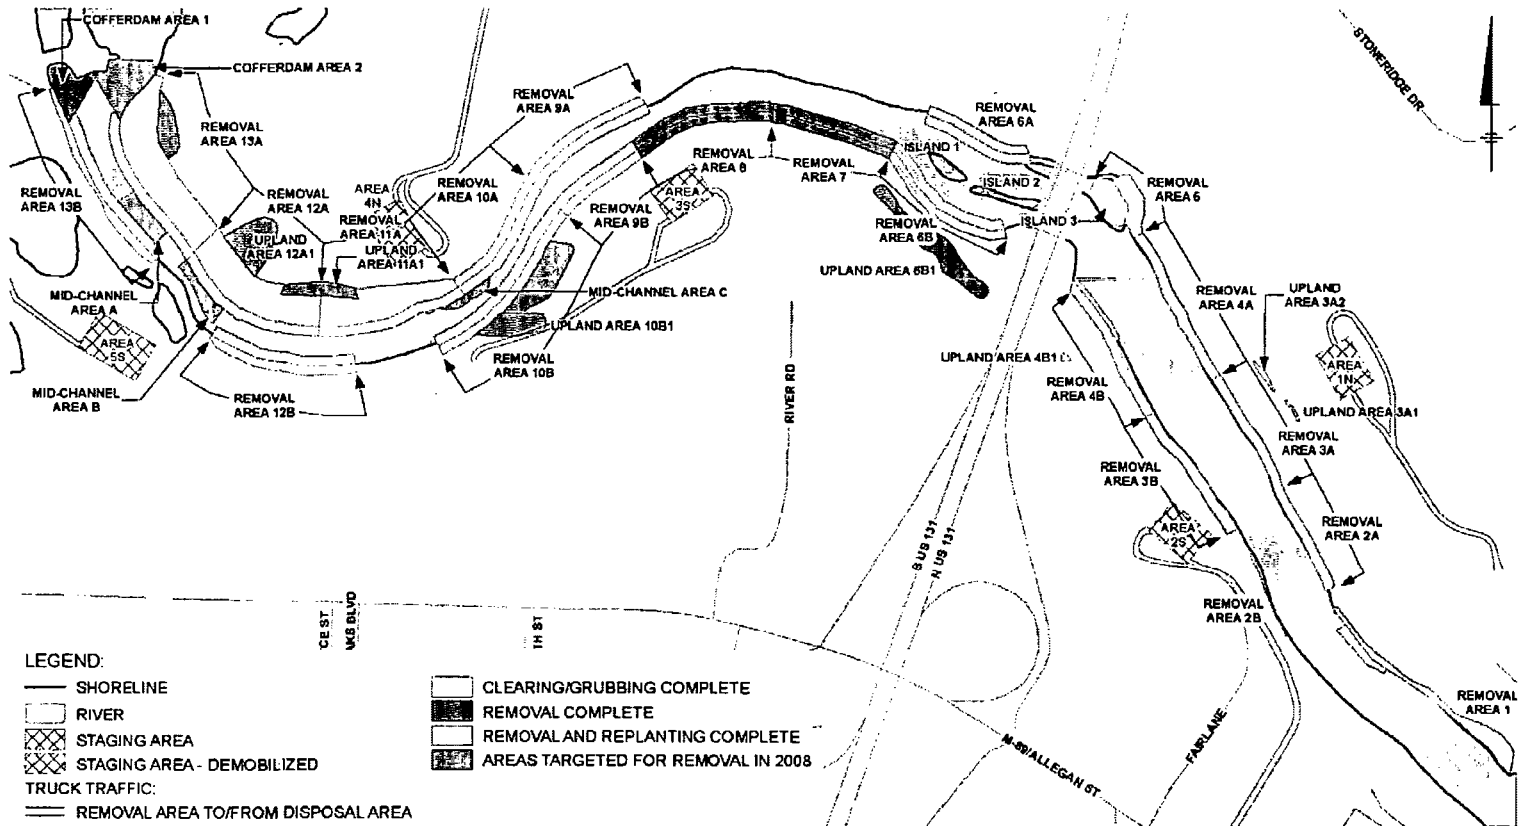 COFFERDAM AREA 1
COFFERDAM AREA 2
REMOVAL
AREA 13A
REMOVAL
AREA 13B
REMOVAL
AREA 12A
UPLAND
AREA 12A1
AREA
4N
REMOVAL
AREA 11A
UPLAND
AREA 11A1
REMOVAL
AREA 10A
REMOVAL
AREA 9A
REMOVAL
AREA 9B
AREA
3S
REMOVAL
AREA 8
REMOVAL
AREA 7
REMOVAL
AREA 6A
ISLAND 1
ISLAND 2
ISLAND 3
REMOVAL
AREA 6
REMOVAL
AREA 6B
UPLAND AREA 6B1
STONERIDGE DR
MID-CHANNEL
AREA A
AREA
5S
MID-CHANNEL
AREA B
REMOVAL
AREA 12B
MID-CHANNEL AREA C
UPLAND AREA 10B1
REMOVAL
AREA 10B
RIVER RD
REMOVAL
AREA 4A
UPLAND
AREA 3A2
AREA
1N
UPLAND AREA 4B1
REMOVAL
AREA 4B
UPLAND AREA 3A1
REMOVAL
AREA 3A
REMOVAL
AREA 3B
REMOVAL
AREA 2A
AREA
2S
REMOVAL
AREA 2B
REMOVAL
AREA 1
S US 131
N US 131
CE ST
AKS BLVD
TH ST
M-89/ALLEGAN ST
FAIRLANE
LEGEND:
SHORELINE
RIVER
STAGING AREA
STAGING AREA - DEMOBILIZED
TRUCK TRAFFIC:
REMOVAL AREA TO/FROM DISPOSAL AREA
CLEARING/GRUBBING COMPLETE
REMOVAL COMPLETE
REMOVAL AND REPLANTING COMPLETE
AREAS TARGETED FOR REMOVAL IN 2008